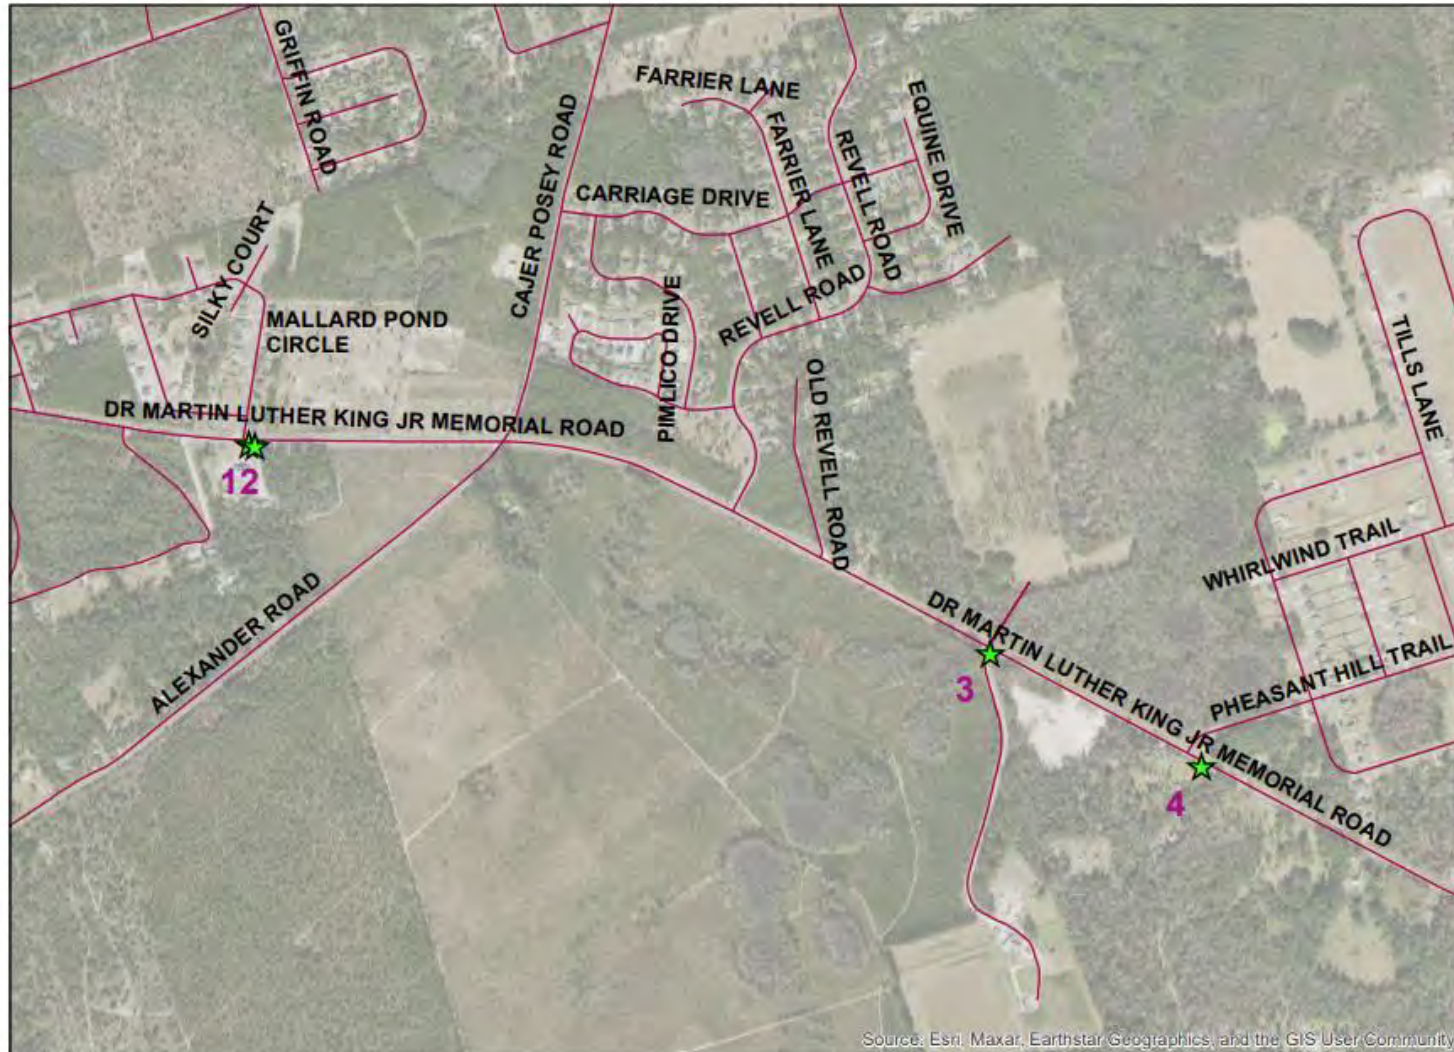 GRIFFIN ROAD
FARRIER LANE
CAJER POSEY ROAD
FARRIER LANE
REVELL ROAD
EQUINE DRIVE
CARRIAGE DRIVE
SILKY COURT
MALLARD POND
CIRCLE
PIMLICO DRIVE
REVELL ROAD
OLD REVELL ROAD
TILLS LANE
DR MARTIN LUTHER KING JR MEMORIAL ROAD
12
ALEXANDER ROAD
WHIRLWIND TRAIL
DR MARTIN LUTHER KING JR MEMORIAL ROAD
PHEASANT HILL TRAIL
3
4
Source: Esri, Maxar, Earthstar Geographics, and the GIS User Community